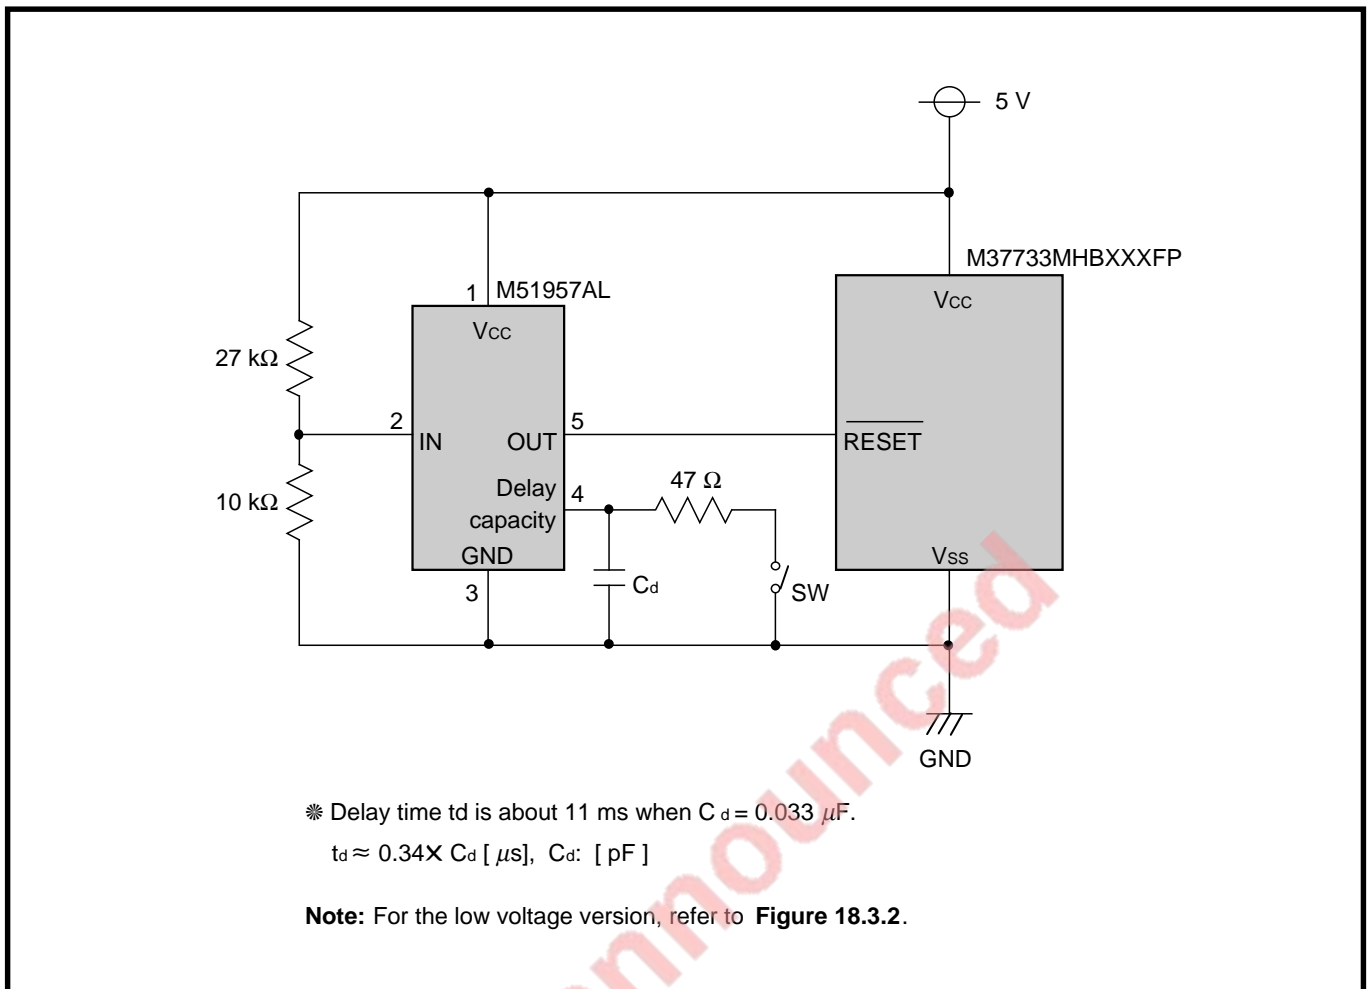 5 V
M37733MHBXXXFP
1 M51957AL
Vcc
Vcc
27 kΩ
2
5
IN
OUT
RESET
47 Ω
Delay
4
10 kΩ
capacity
GND
Vss
3
Cd
SW
GND
❋ Delay time td is about 11 ms when C d = 0.033 μF.
td ≈ 0.34✕ Cd [ μs], Cd: [ pF ]
Note: For the low voltage version, refer to Figure 18.3.2.